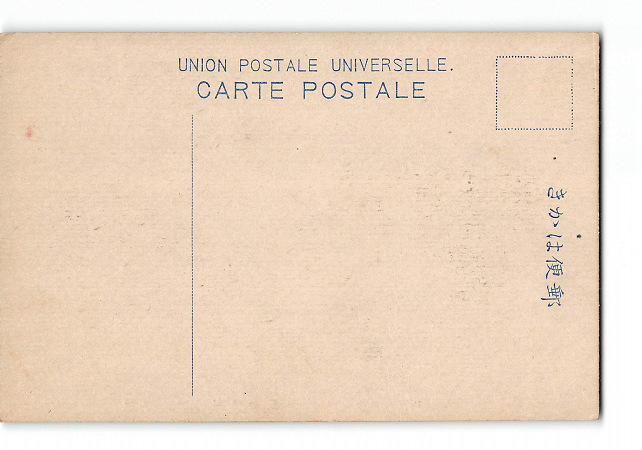 UNION POSTALE UNIVERSELLE.
CARTE POSTALE
きかは便郵